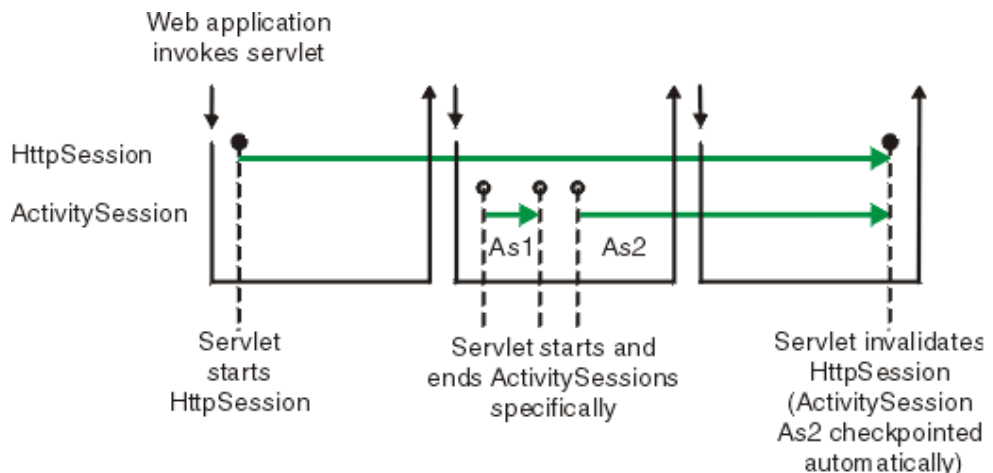 Web application
invokes servlet
HttpSession
ActivitySession
As1
As2
Servlet
starts
HttpSession
Servlet starts and
ends ActivitySessions
specifically
Servlet invalidates
HttpSession
(ActivitySession
As2 checkpointed
automatically)